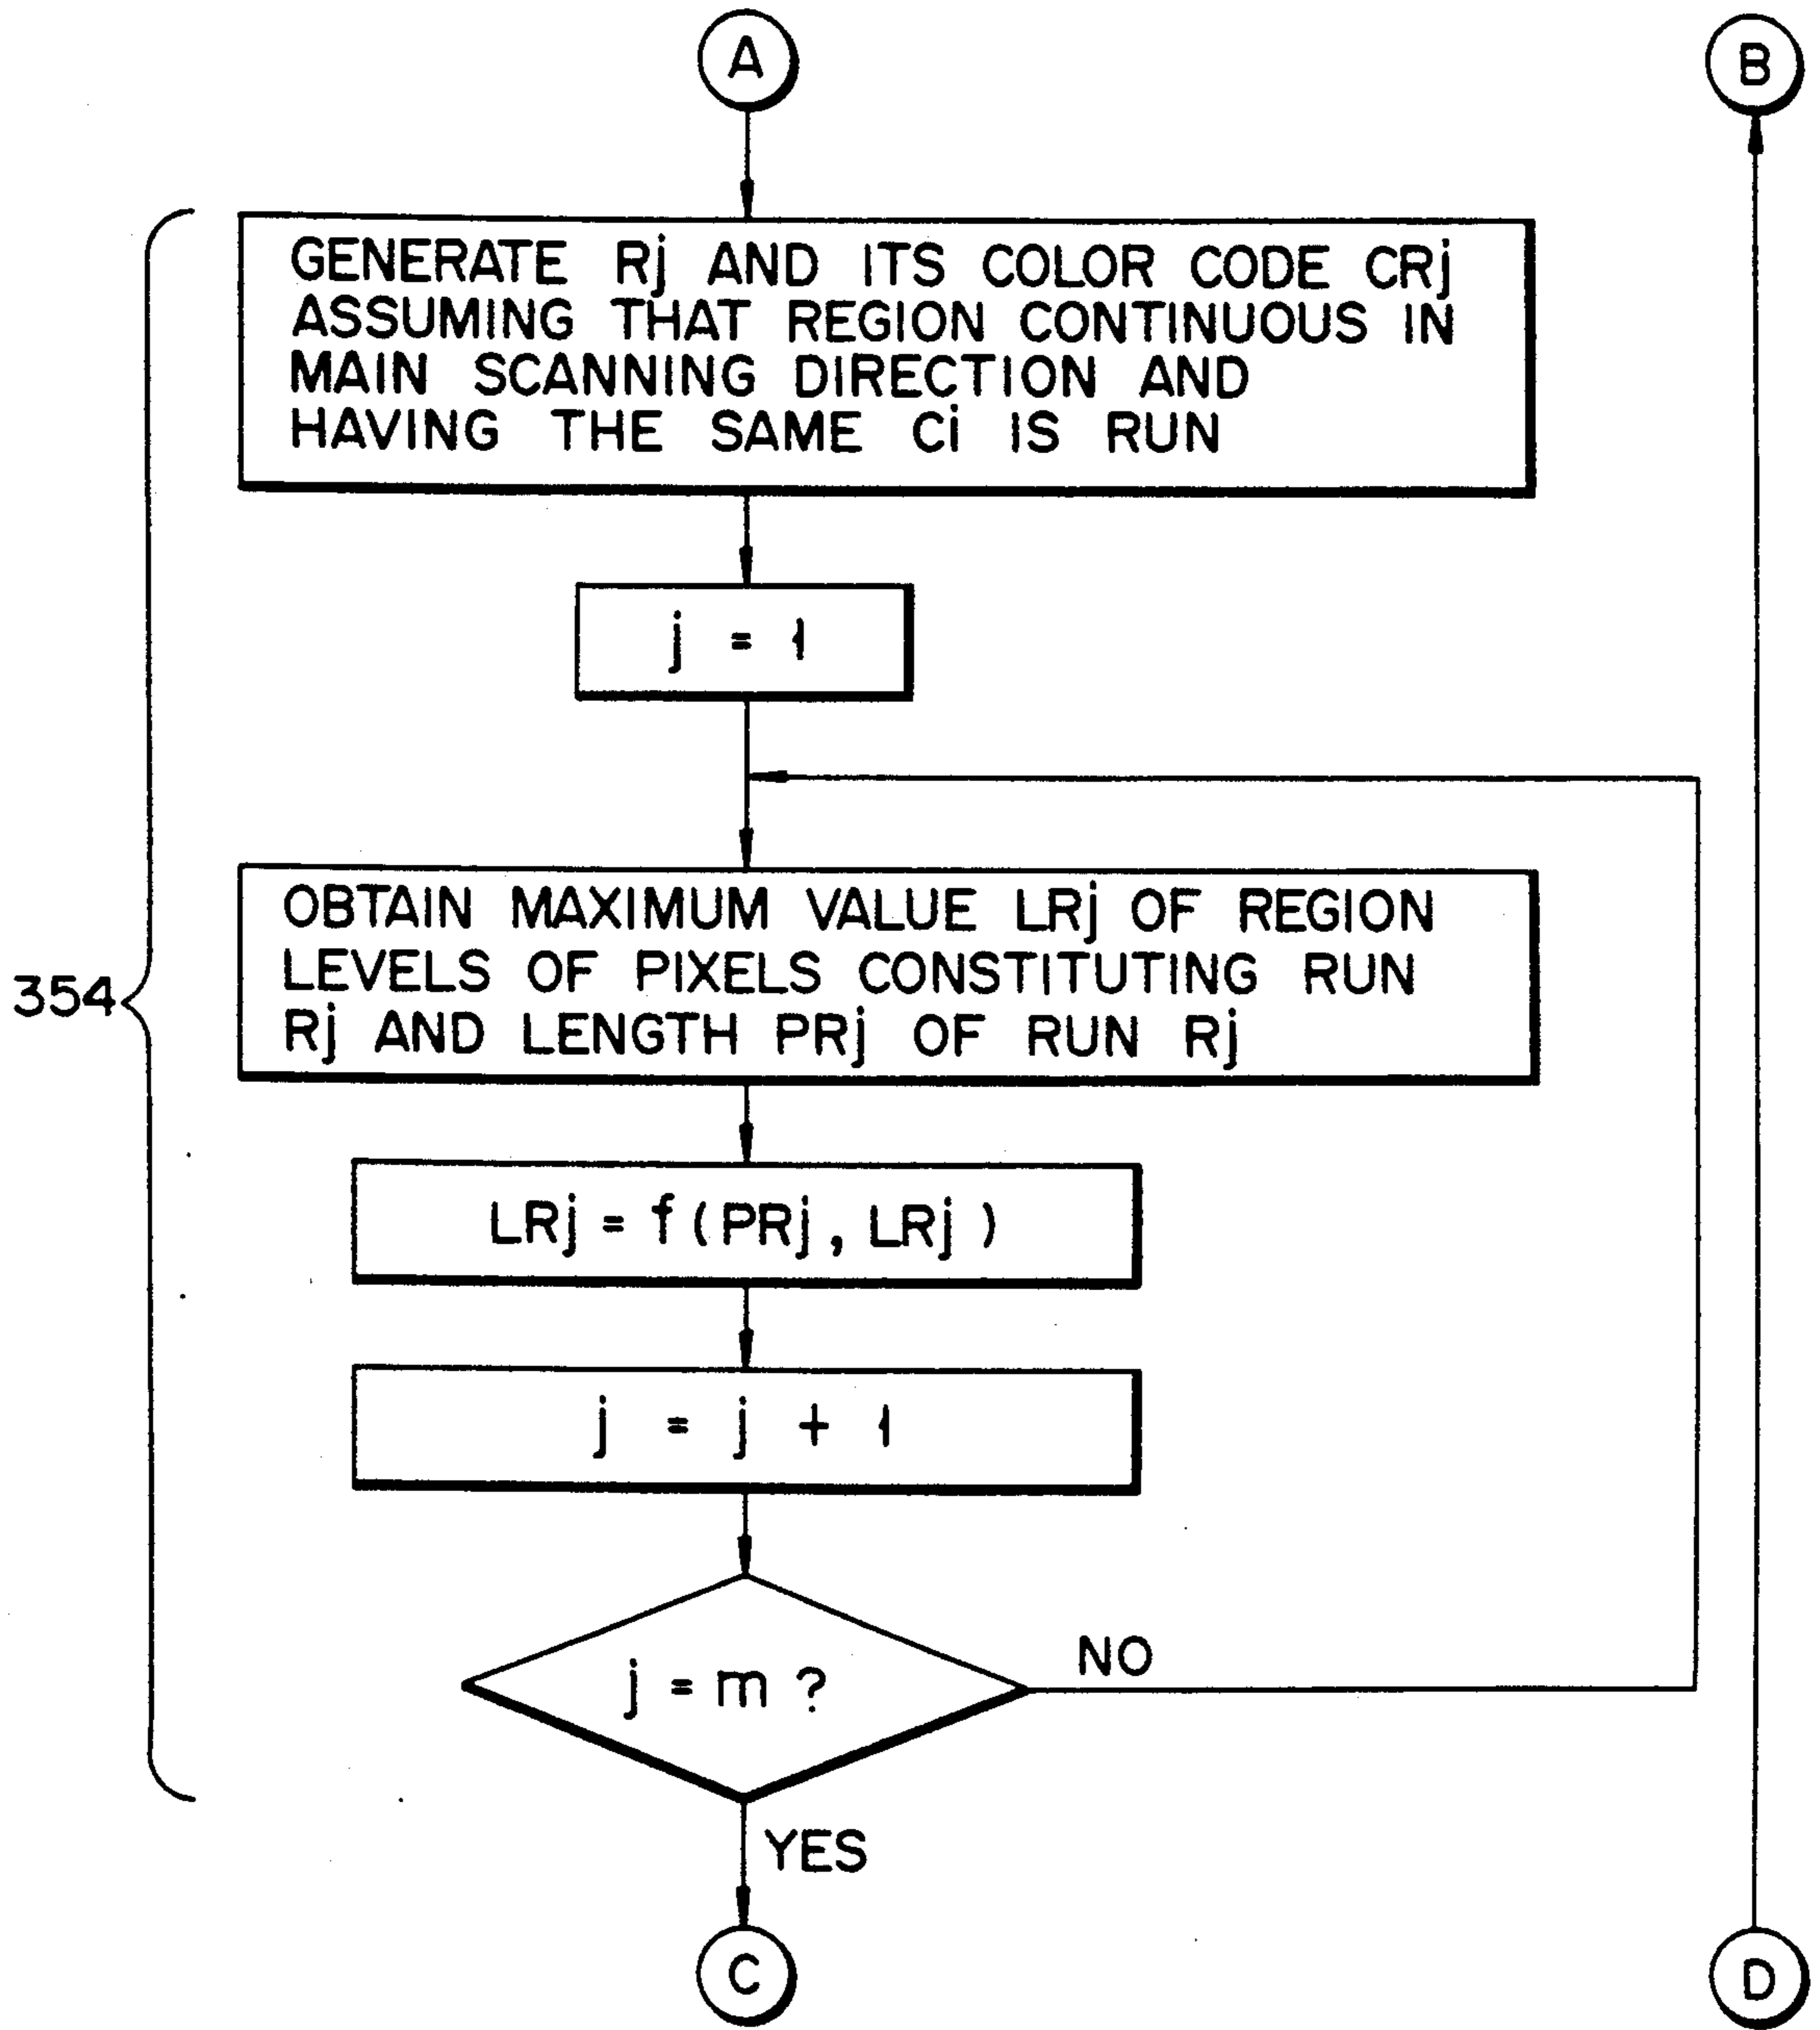 A
B
GENERATE Rj AND ITS COLOR CODE CRj
ASSUMING THAT REGION CONTINUOUS IN
MAIN SCANNING DIRECTION AND
HAVING THE SAME Ci IS RUN
j = 1
OBTAIN MAXIMUM VALUE LRj OF REGION
LEVELS OF PIXELS CONSTITUTING RUN
Rj AND LENGTH PRj OF RUN Rj
354
LRj = f ( PRj , LRj )
j = j + 1
j = m ?
NO
YES
C
D